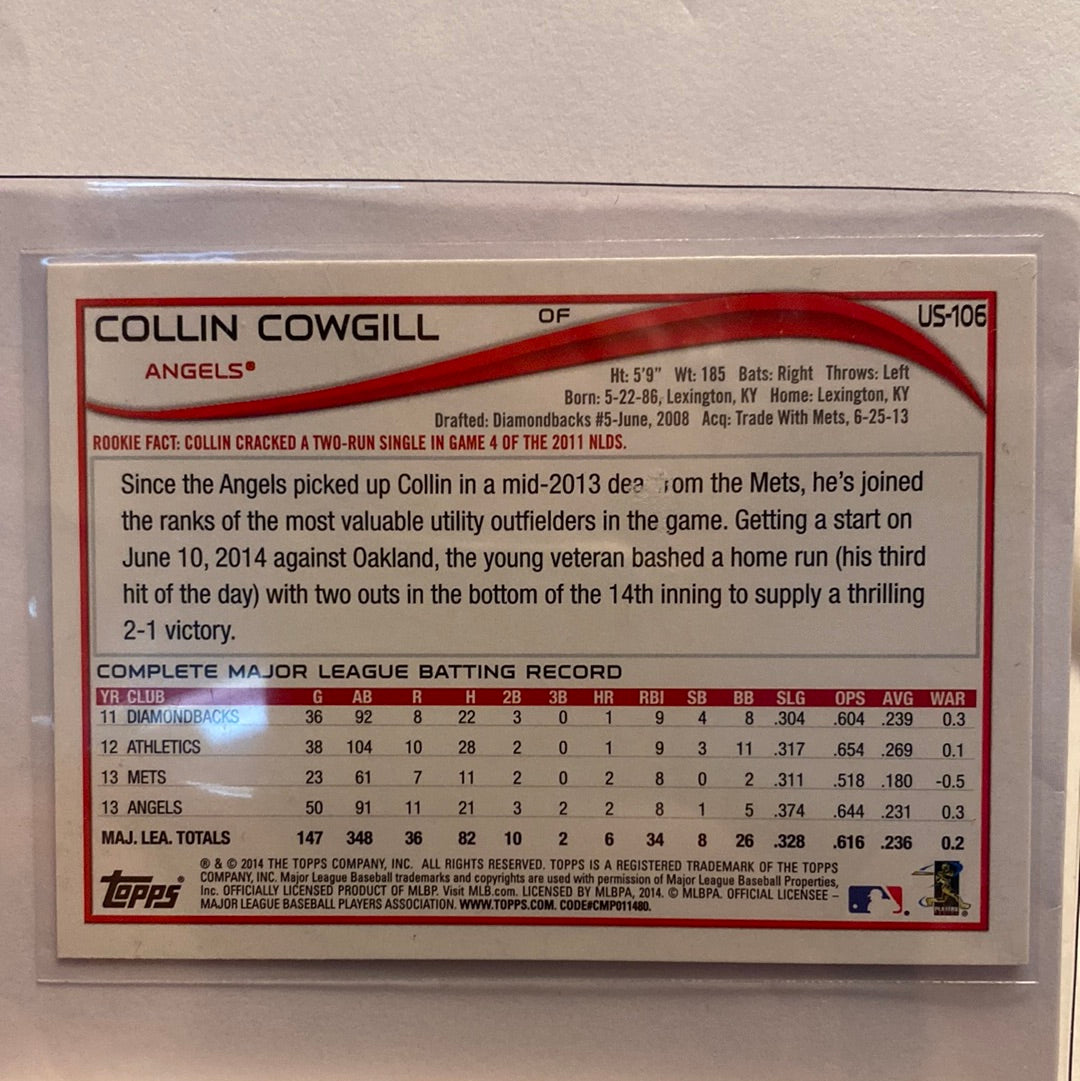 COLLIN COWGILL OF US-106
ANGELS®
Ht: 5'9" Wt: 185 Bats: Right Throws: Left
Born: 5-22-86, Lexington, KY Home: Lexington, KY
Drafted: Diamondbacks #5-June, 2008 Acq: Trade With Mets, 6-25-13
ROOKIE FACT: COLLIN CRACKED A TWO-RUN SINGLE IN GAME 4 OF THE 2011 NLDS.
Since the Angels picked up Collin in a mid-2013 dea om the Mets, he's joined
the ranks of the most valuable utility outfielders in the game. Getting a start on
June 10, 2014 against Oakland, the young veteran bashed a home run (his third
hit of the day) with two outs in the bottom of the 14th inning to supply a thrilling
2-1 victory.
COMPLETE MAJOR LEAGUE BATTING RECORD
YR CLUB G AB R H 2B 3B HR RBI SB BB SLG OPS AVG WAR
11 DIAMONDBACKS 36 92 8 22 3 0 1 9 4 8 .304 .604 .239 0.3
12 ATHLETICS 38 104 10 28 2 0 1 9 3 11 .317 .654 .269 0.1
13 METS 23 61 7 11 2 0 2 8 0 2 .311 .518 .180 -0.5
13 ANGELS 50 91 11 21 3 2 2 8 1 5 .374 .644 .231 0.3
MAJ. LEA. TOTALS 147 348 36 82 10 2 6 34 8 26 .328 .616 .236 0.2
Topps®
® & © 2014 THE TOPPS COMPANY, INC. ALL RIGHTS RESERVED. TOPPS IS A REGISTERED TRADEMARK OF THE TOPPS
COMPANY, INC. Major League Baseball trademarks and copyrights are used with permission of Major League Baseball Properties,
Inc. OFFICIALLY LICENSED PRODUCT OF MLBP. Visit MLB.com. LICENSED BY MLBPA, 2014. © MLBPA. OFFICIAL LICENSEE –
MAJOR LEAGUE BASEBALL PLAYERS ASSOCIATION. WWW.TOPPS.COM. CODE#CMP011480.
PLAYERS